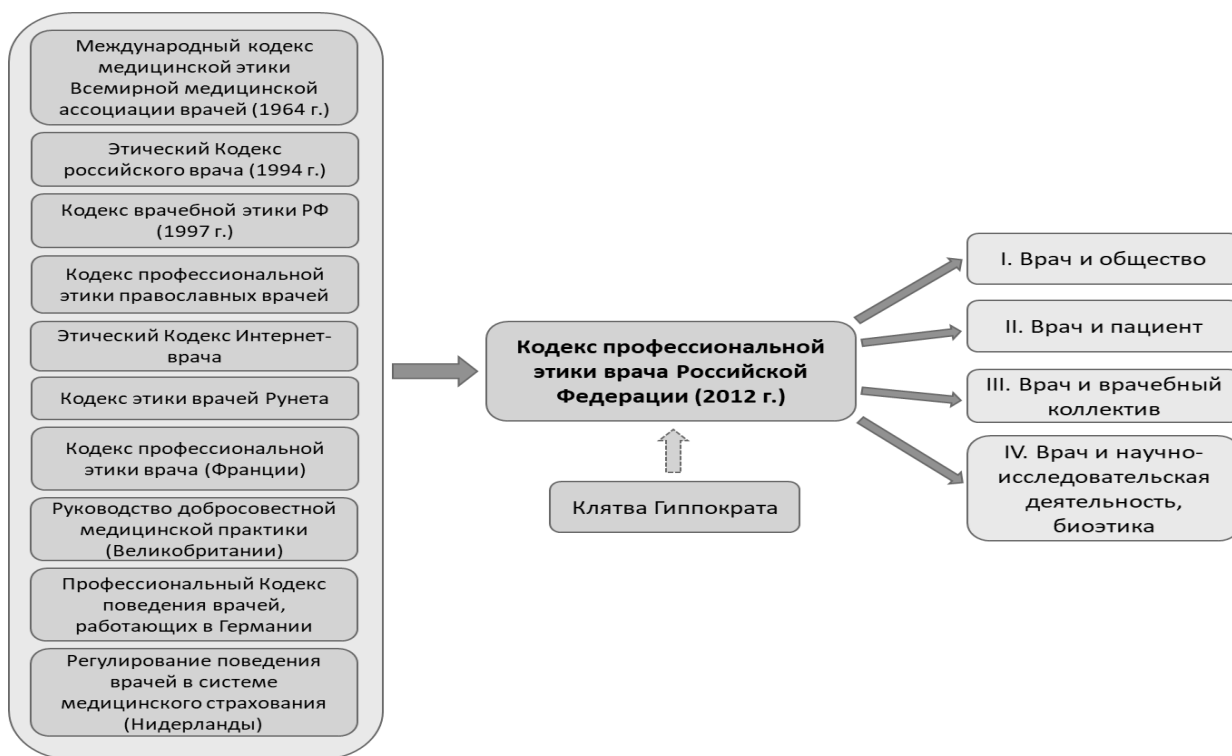 Международный кодекс
медицинской этики
Всемирной медицинской
ассоциации врачей (1964 г.)
Этический Кодекс
российского врача (1994 г.)
Кодекс врачебной этики РФ
(1997 г.)
Кодекс профессиональной
этики православных врачей
Этический Кодекс Интернет-
врача
Кодекс этики врачей Рунета
Кодекс профессиональной
этики врача (Франции)
Руководство добросовестной
медицинской практики
(Великобритании)
Профессиональный Кодекс
поведения врачей,
работающих в Германии
Регулирование поведения
врачей в системе
медицинского страхования
(Нидерланды)
Кодекс профессиональной
этики врача Российской
Федерации (2012 г.)
Клятва Гиппократа
I. Врач и общество
II. Врач и пациент
III. Врач и врачебный
коллектив
IV. Врач и научно-
исследовательская
деятельность,
биоэтика